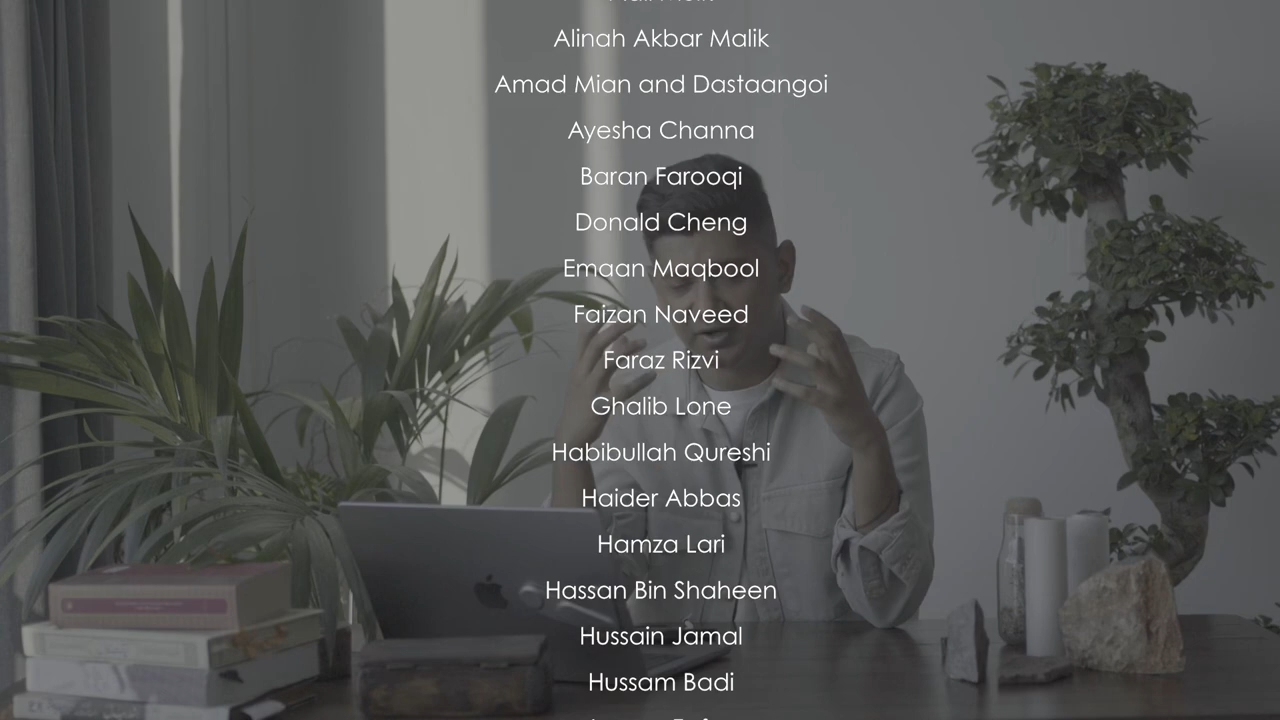 Alinah Akbar Malik
Amad Mian and Dastaangoi
Ayesha Channa
Baran Farooqi
Donald Cheng
Emaan Maqbool
Faizan Naveed
Faraz Rizvi
Ghalib Lone
Habibullah Qureshi
Haider Abbas
Hamza Lari
Hassan Bin Shaheen
Hussain Jamal
Hussam Badi